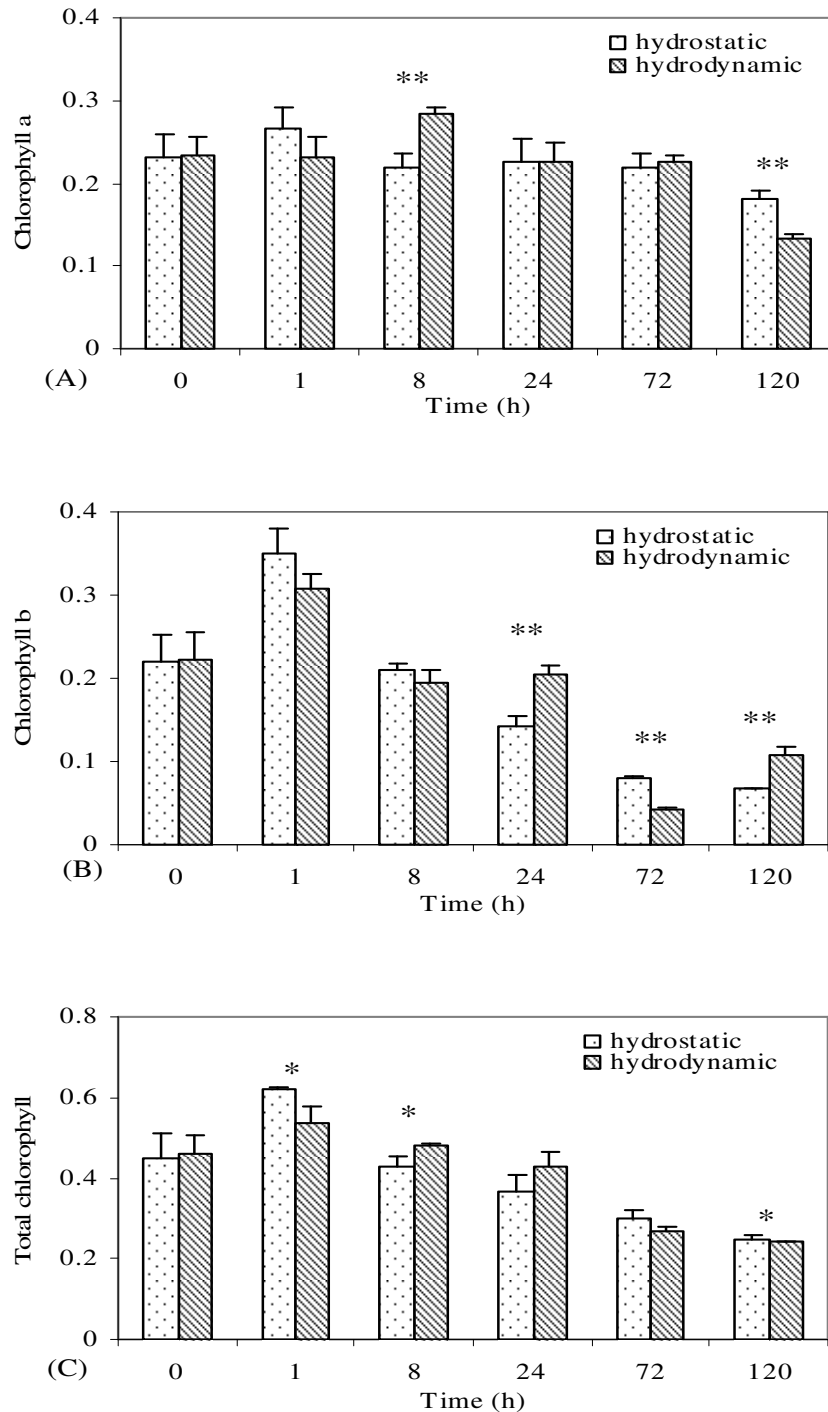 0.4
hydrostatic
hydrodynamic
**
0.3
Chlorophyll a
0.2
**
0.1
0
(A)
0 1 8 24 72 120
Time (h)
0.4
hydrostatic
hydrodynamic
0.3
Chlorophyll b
**
0.2
**
**
0.1
0
(B)
0 1 8 24 72 120
Time (h)
0.8
hydrostatic
hydrodynamic
*
0.6
*
Total chlorophyll
0.4
*
0.2
0
(C)
0 1 8 24 72 120
Time (h)